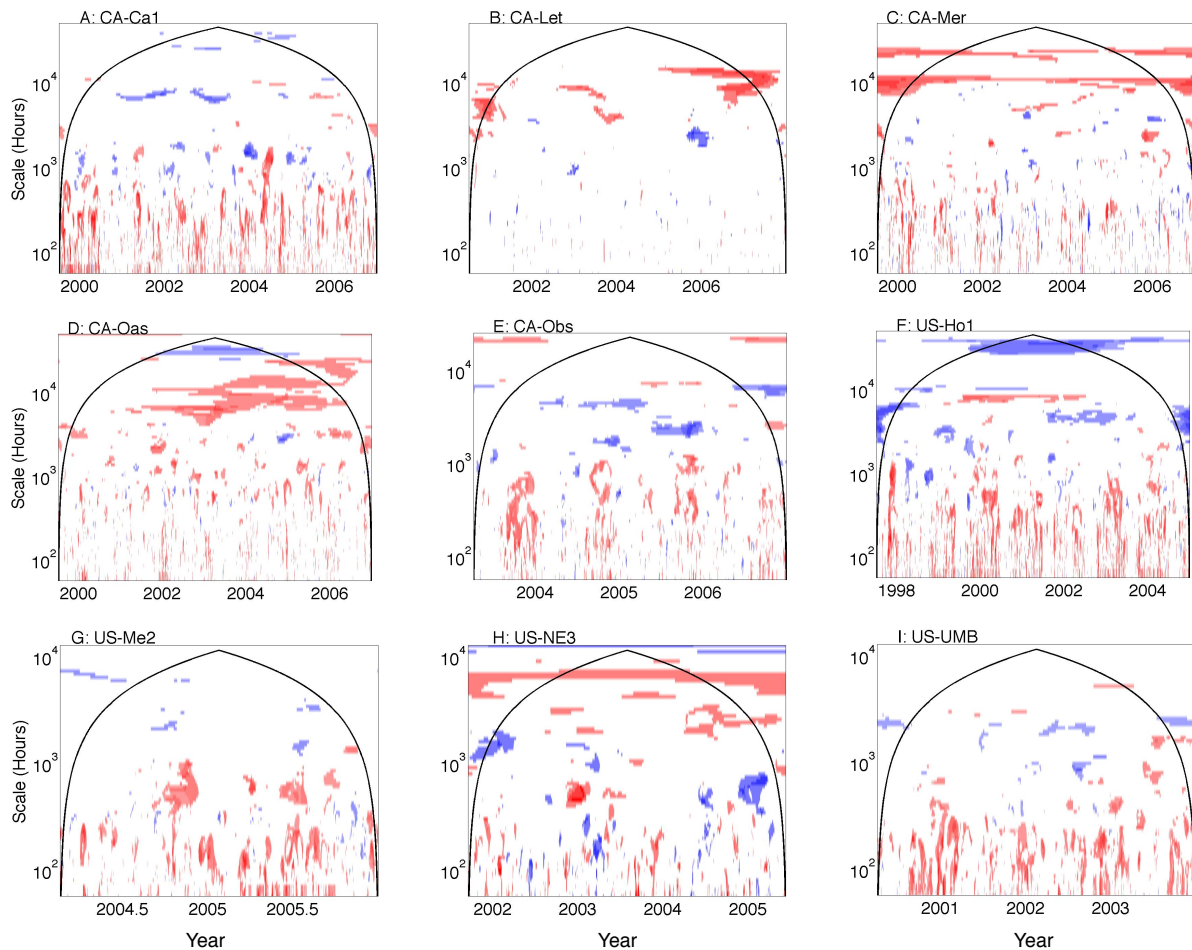 A: CA-Ca1
B: CA-Let
C: CA-Mer
Scale (Hours)
10^4
10^3
10^2
10^4
10^3
10^2
10^4
10^3
10^2
2000 2002 2004 2006
2002 2004 2006
2000 2002 2004 2006
D: CA-Oas
E: CA-Obs
F: US-Ho1
Scale (Hours)
10^4
10^3
10^2
10^4
10^3
10^2
10^4
10^3
10^2
2000 2002 2004 2006
2004 2005 2006
1998 2000 2002 2004
G: US-Me2
H: US-NE3
I: US-UMB
Scale (Hours)
10^4
10^3
10^2
10^4
10^3
10^2
10^4
10^3
10^2
2004.5 2005 2005.5
2002 2003 2004 2005
2001 2002 2003
Year
Year
Year